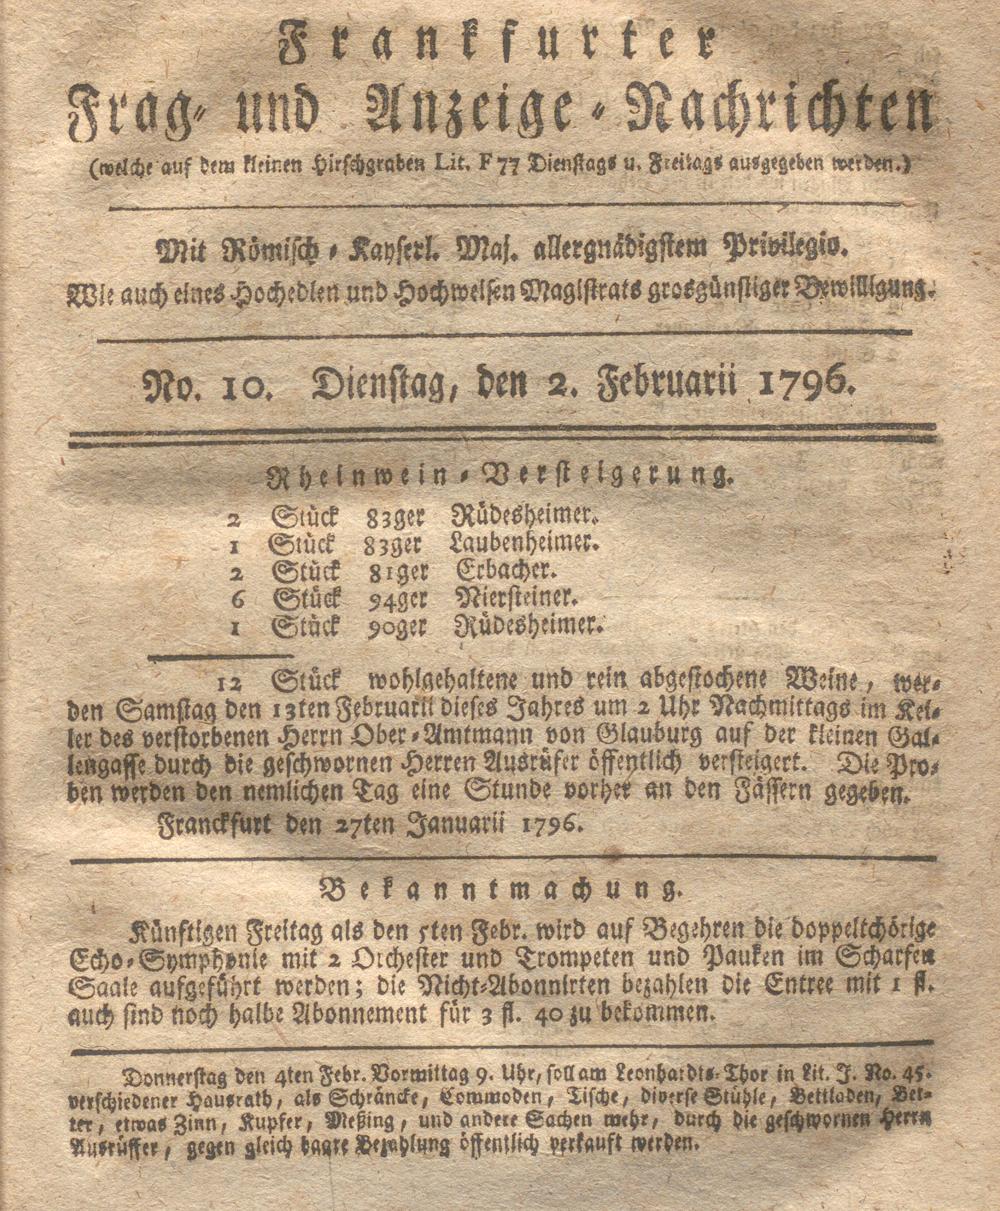 Frankfurter
Frag- und Anzeige-Nachrichten
(welche auf dem kleinen Hirschgraben Lit. F 77 Dienstags u. Freitags ausgegeben werden.)
Mit Römisch-Kayserl. Maj. allergnädigstem Privilegio.
Wie auch eines Hochedlen und Hochweisen Magistrats grosgünstiger Bewilligung.
No. 10. Dienstag, den 2. Februarii 1796.
Rheinwein-Versteigerung.
2 Stück 83ger Rüdesheimer.
1 Stück 83ger Laubenheimer.
2 Stück 81ger Erbacher.
6 Stück 94ger Niersteiner.
1 Stück 90ger Rüdesheimer.
12 Stück wohlgehaltene und rein abgestochene Weine, wer-
den Samstag den 13ten Februarii dieses Jahres um 2 Uhr Nachmittags im Kel-
ler des verstorbenen Herrn Ober-Amtmann von Glauburg auf der kleinen Gal-
lengasse durch die geschwornen Herren Ausrüfer öffentlich versteigert. Die Pro-
ben werden den nemlichen Tag eine Stunde vorher an den Fässern gegeben.
Franckfurt den 27ten Januarii 1796.
Bekanntmachung.
Künftigen Freitag als den 5ten Febr. wird auf Begehren die doppeltchörige
Echo-Symphonie mit 2 Orchester und Trompeten und Pauken im Scharfen
Saale aufgeführt werden; die Nicht-Abonnirten bezahlen die Entree mit 1 fl.
auch sind noch halbe Abonnement für 3 fl. 40 zu bekommen.
Donnerstag den 4ten Febr. Vormittag 9. Uhr, soll am Leonhardts-Thor in Lit. J. No. 45.
verschiedener Hausrath, als Schräncke, Commoden, Tische, diverse Stühle, Bettladen, Bet-
ter, etwas Zinn, Kupfer, Meßing, und andere Sachen mehr, durch die geschwornen Herrn
Ausrüffer, gegen gleich baare Bezahlung öffentlich verkauft werden.